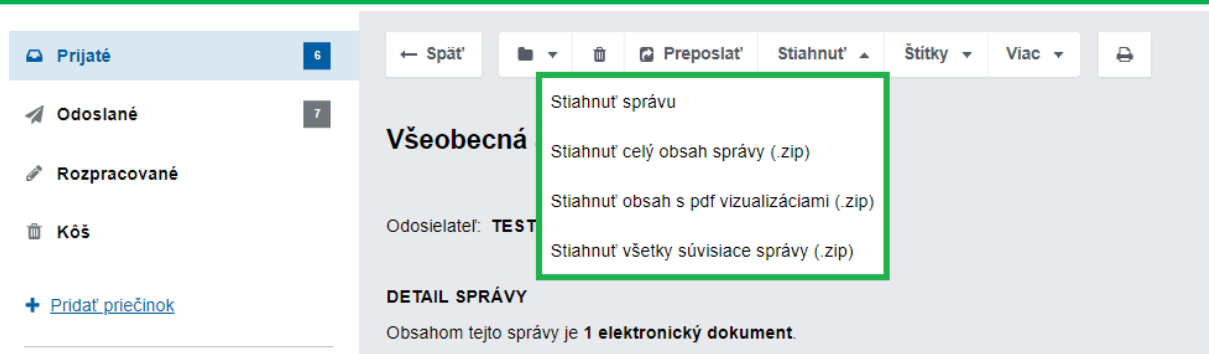 Prijaté 6
Odoslané 7
Rozpracované
Kôš
Pridať priečinok
← Späť Preposlať Stiahnuť Štítky Viac
Stiahnuť správu
Stiahnuť celý obsah správy (.zip)
Stiahnuť obsah s pdf vizualizáciami (.zip)
Stiahnuť všetky súvisiace správy (.zip)
Všeobecná
Odosielateľ: TEST
DETAIL SPRÁVY
Obsahom tejto správy je 1 elektronický dokument.